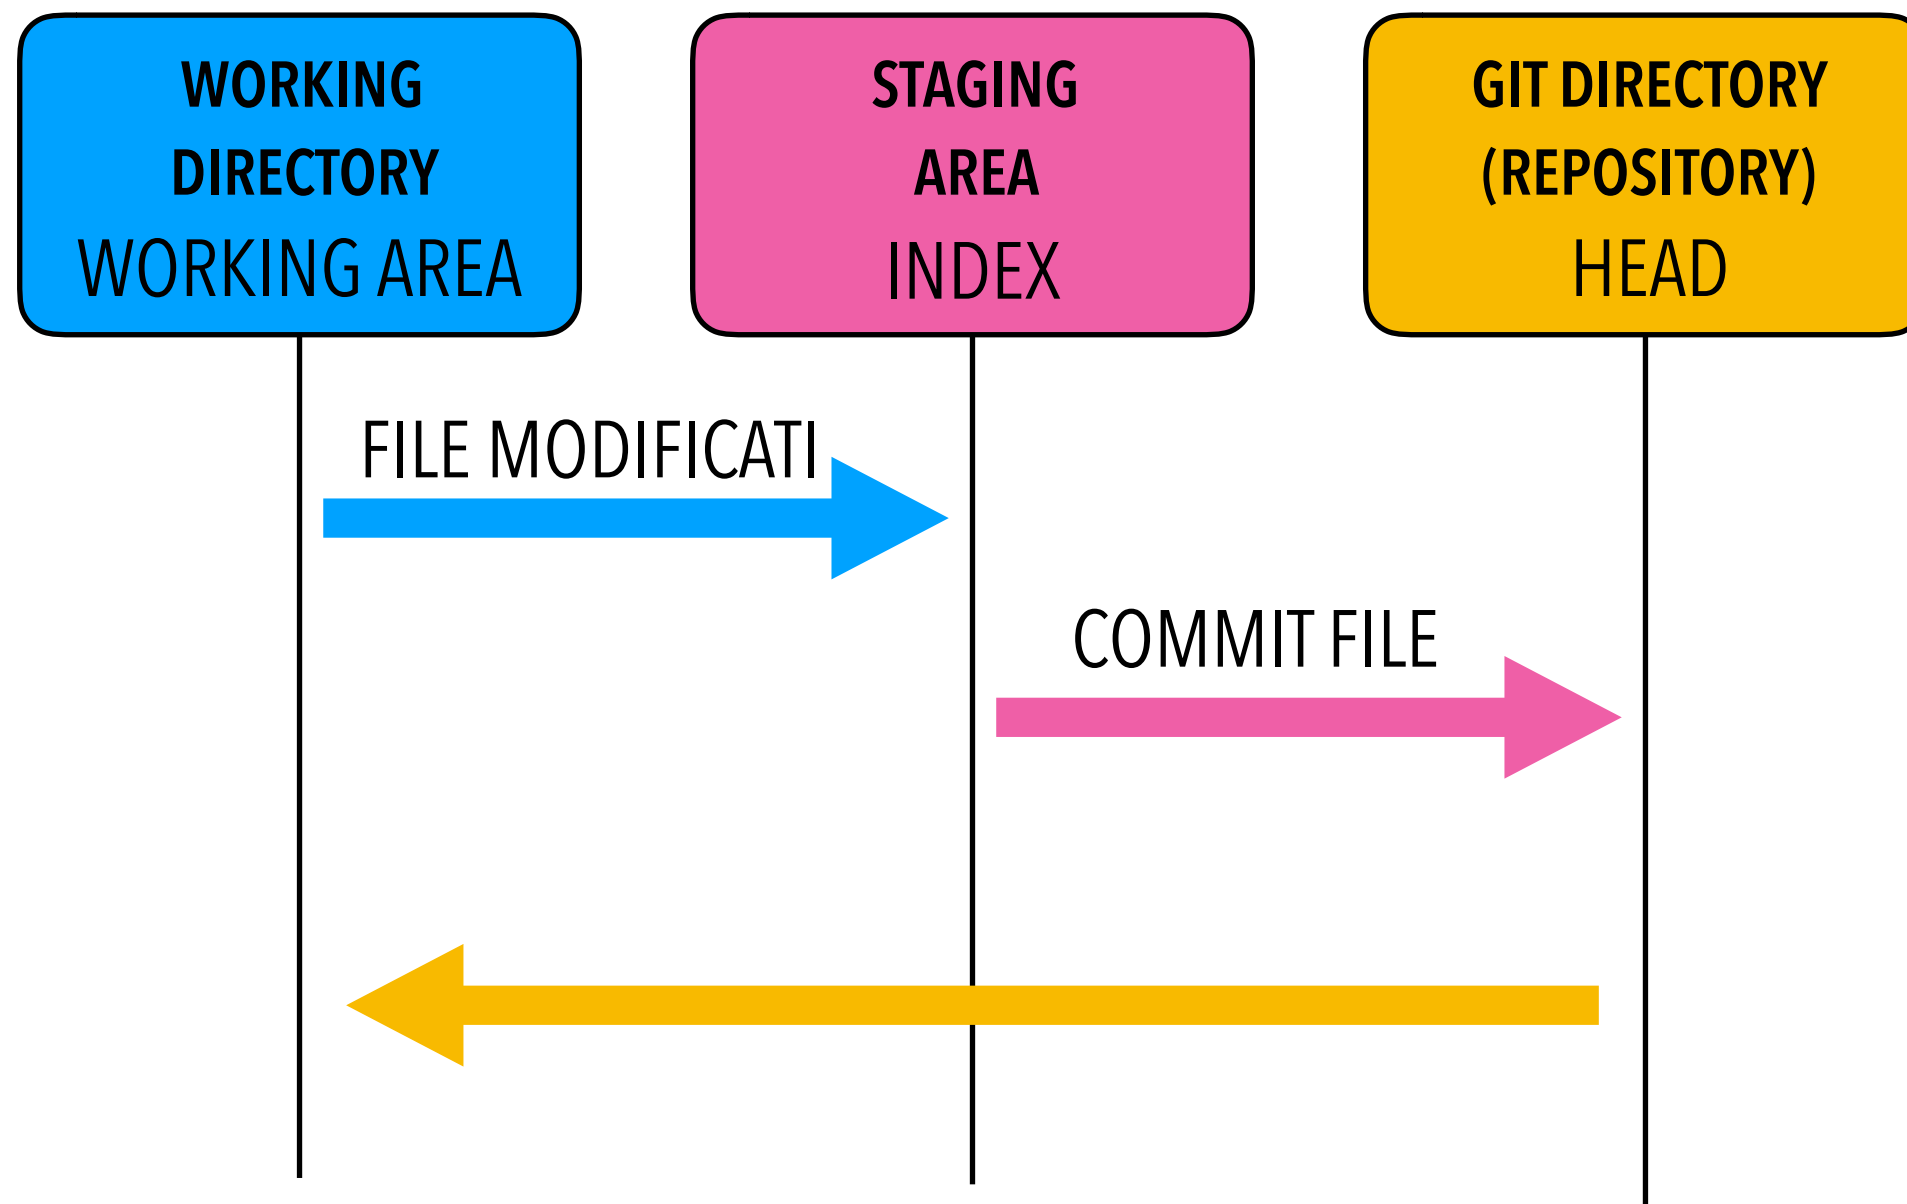 WORKING
DIRECTORY
WORKING AREA
STAGING
AREA
INDEX
GIT DIRECTORY
(REPOSITORY)
HEAD
FILE MODIFICATI
COMMIT FILE